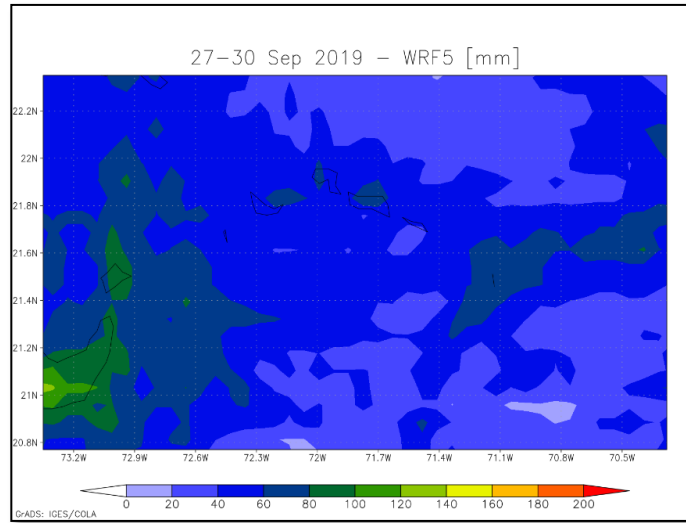 27-30 Sep 2019 - WRF5 [mm]
22.2N
22N
21.8N
21.6N
21.4N
21.2N
21N
20.8N
73.2W 72.9W 72.6W 72.3W 72W 71.7W 71.4W 71.1W 70.8W 70.5W
0 20 40 60 80 100 120 140 160 180 200
GrADS: IGES/COLA